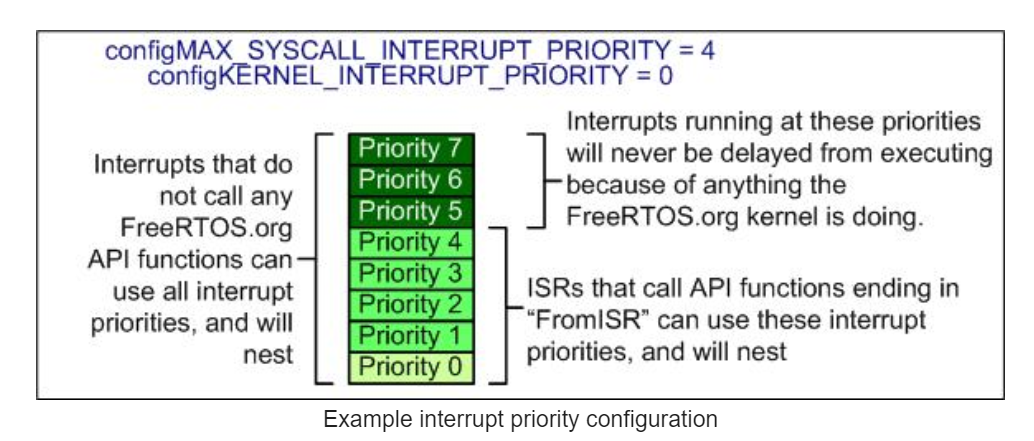 configMAX_SYSCALL_INTERRUPT_PRIORITY = 4
configKERNEL_INTERRUPT_PRIORITY = 0
Interrupts that do
not call any
FreeRTOS.org
API functions can
use all interrupt
priorities, and will
nest
Priority 7
Priority 6
Priority 5
Priority 4
Priority 3
Priority 2
Priority 1
Priority 0
Interrupts running at these priorities
will never be delayed from executing
because of anything the
FreeRTOS.org kernel is doing.
ISRs that call API functions ending in
“FromISR” can use these interrupt
priorities, and will nest
Example interrupt priority configuration